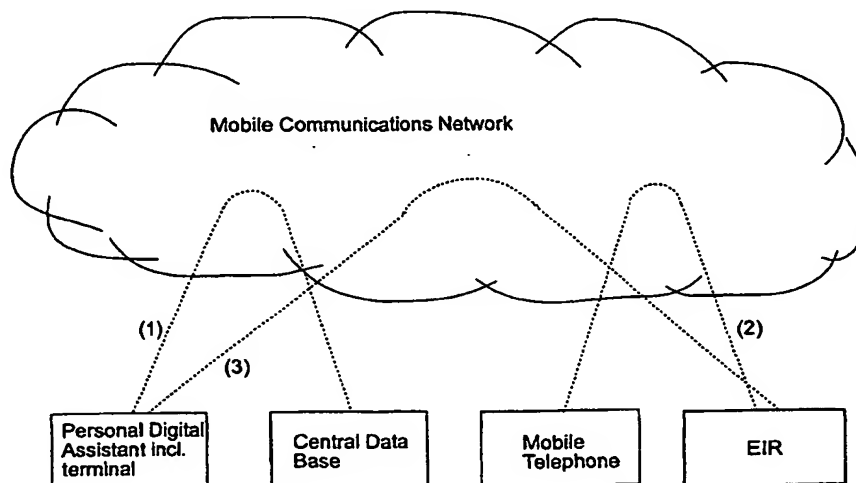 Mobile Communications Network
(1)
(2)
(3)
Personal Digital
Assistant incl.
terminal
Central Data
Base
Mobile
Telephone
EIR